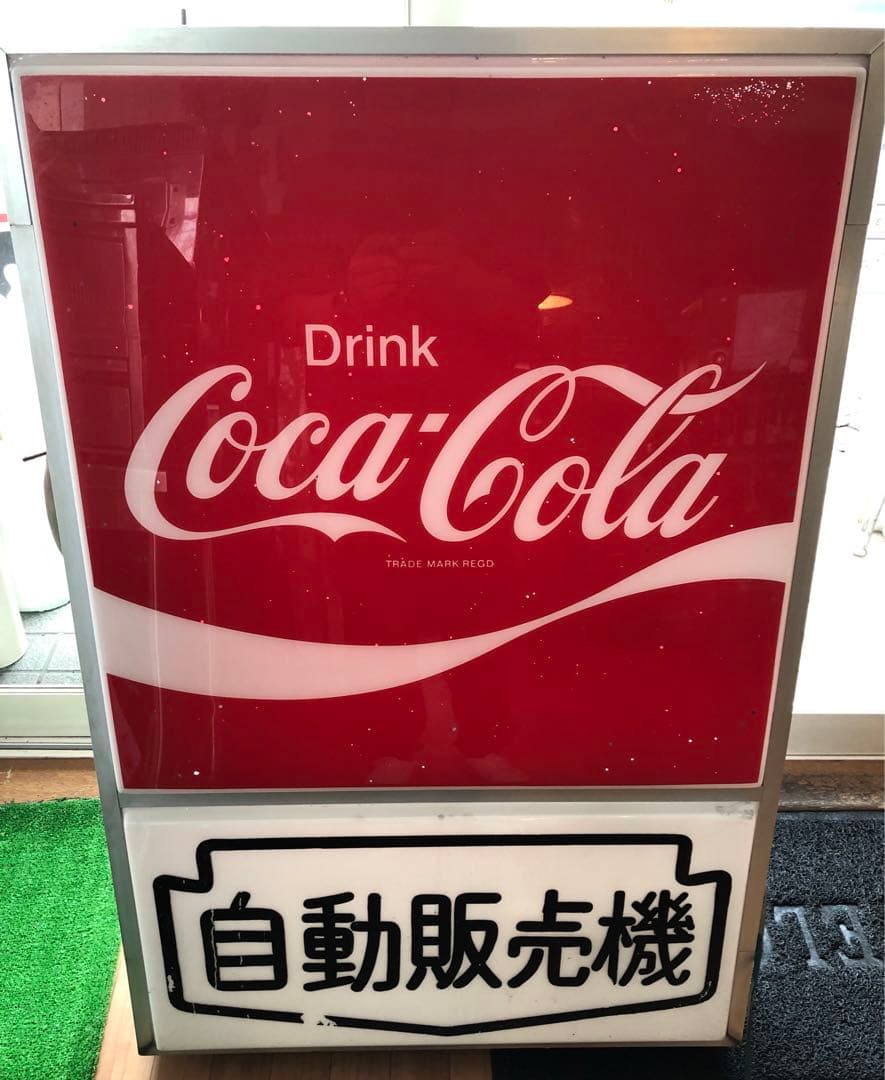 Drink
Coca-Cola
TRADE MARK REGD
自動販売機